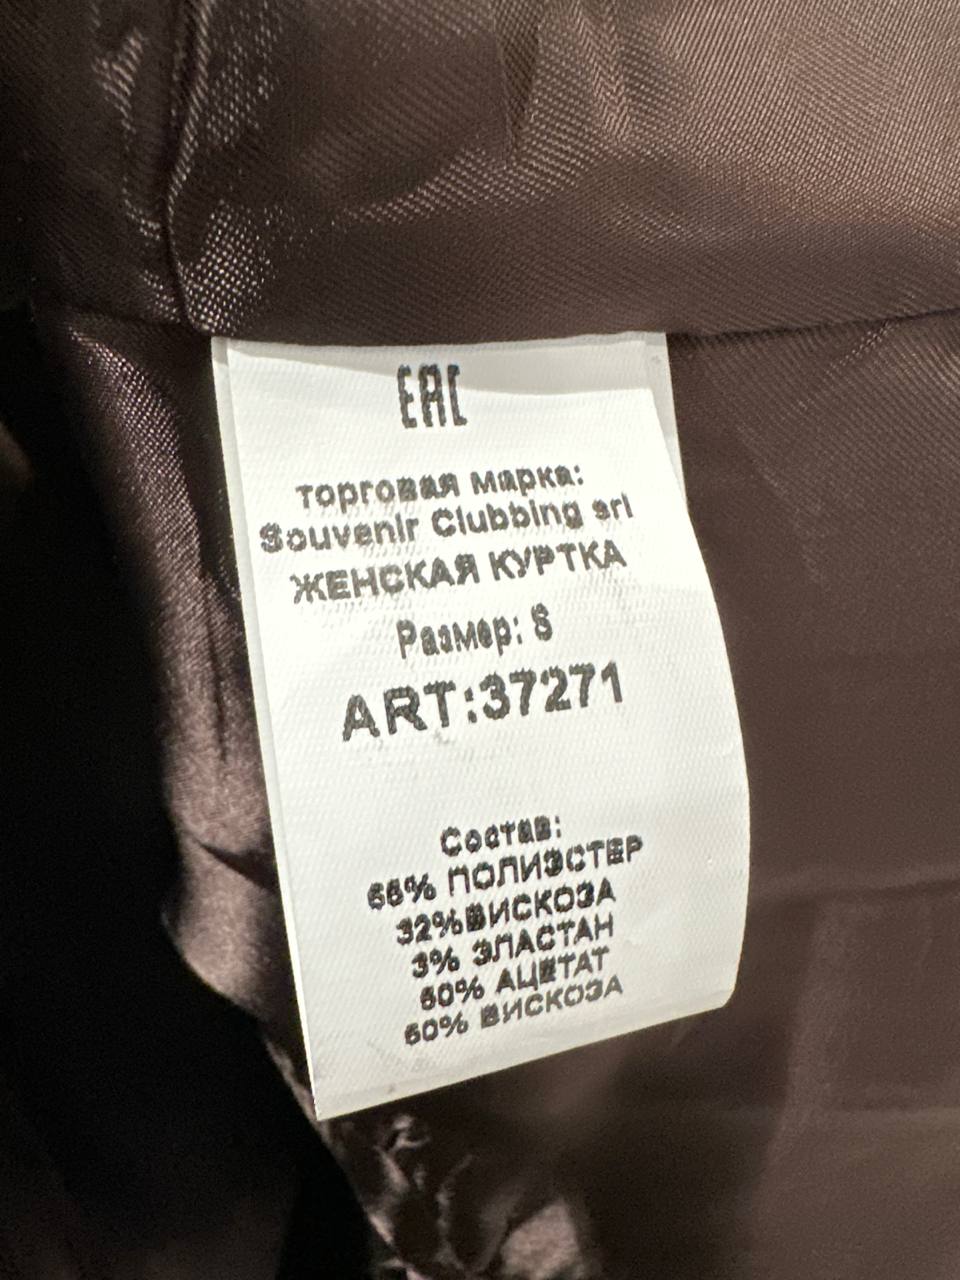 EAC
торговая марка:
Souvenir Clubbing srl
ЖЕНСКАЯ КУРТКА
Размер: S
ART:37271
Состав:
65% ПОЛИЭСТЕР
32%ВИСКОЗА
3% ЭЛАСТАН
50% АЦЕТАТ
50% ВИСКОЗА